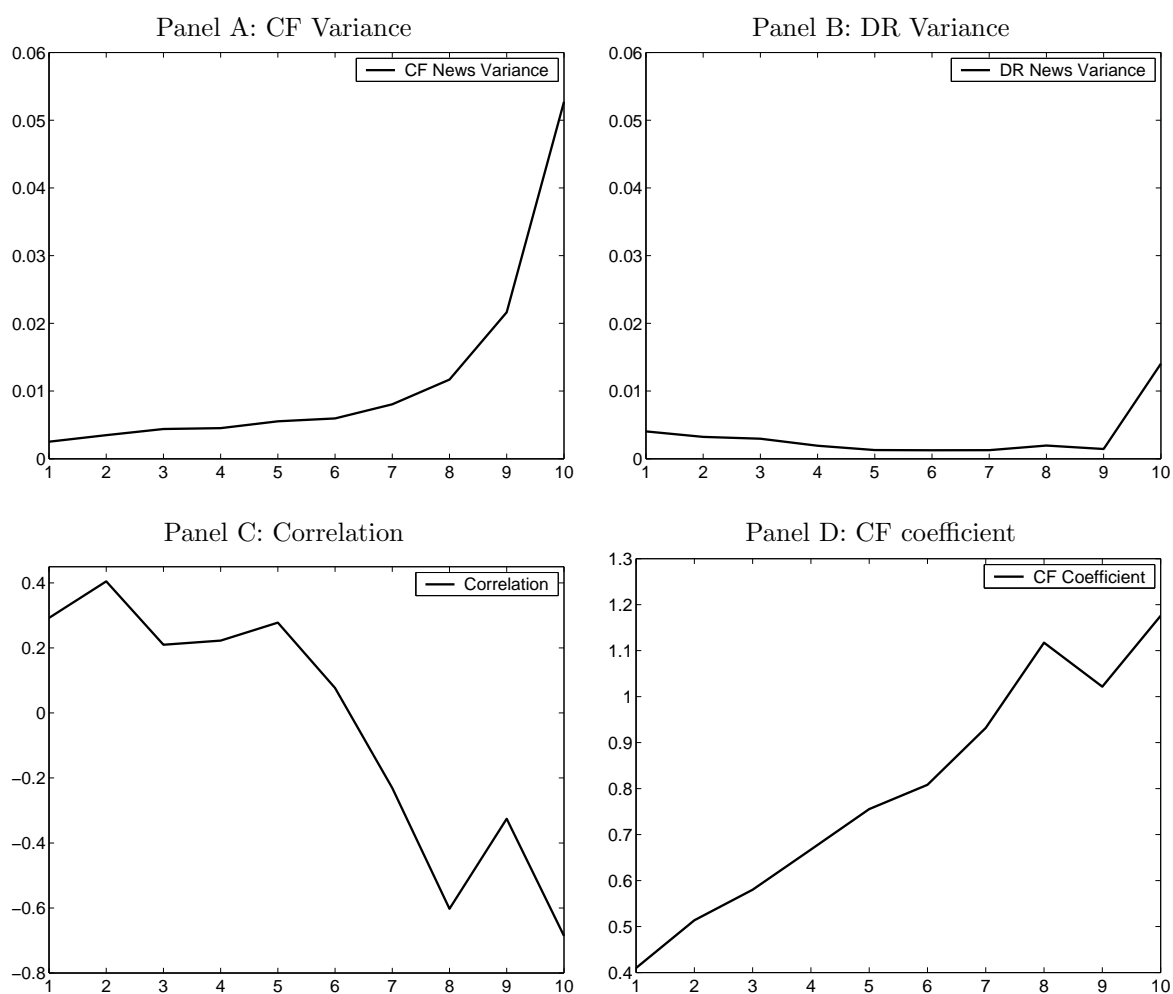 Panel A: CF Variance
CF News Variance
0.06
0.05
0.04
0.03
0.02
0.01
0
1 2 3 4 5 6 7 8 9 10
Panel B: DR Variance
DR News Variance
0.06
0.05
0.04
0.03
0.02
0.01
0
1 2 3 4 5 6 7 8 9 10
Panel C: Correlation
Correlation
0.4
0.2
0
−0.2
−0.4
−0.6
−0.8
1 2 3 4 5 6 7 8 9 10
Panel D: CF coefficient
CF Coefficient
1.3
1.2
1.1
1
0.9
0.8
0.7
0.6
0.5
0.4
1 2 3 4 5 6 7 8 9 10